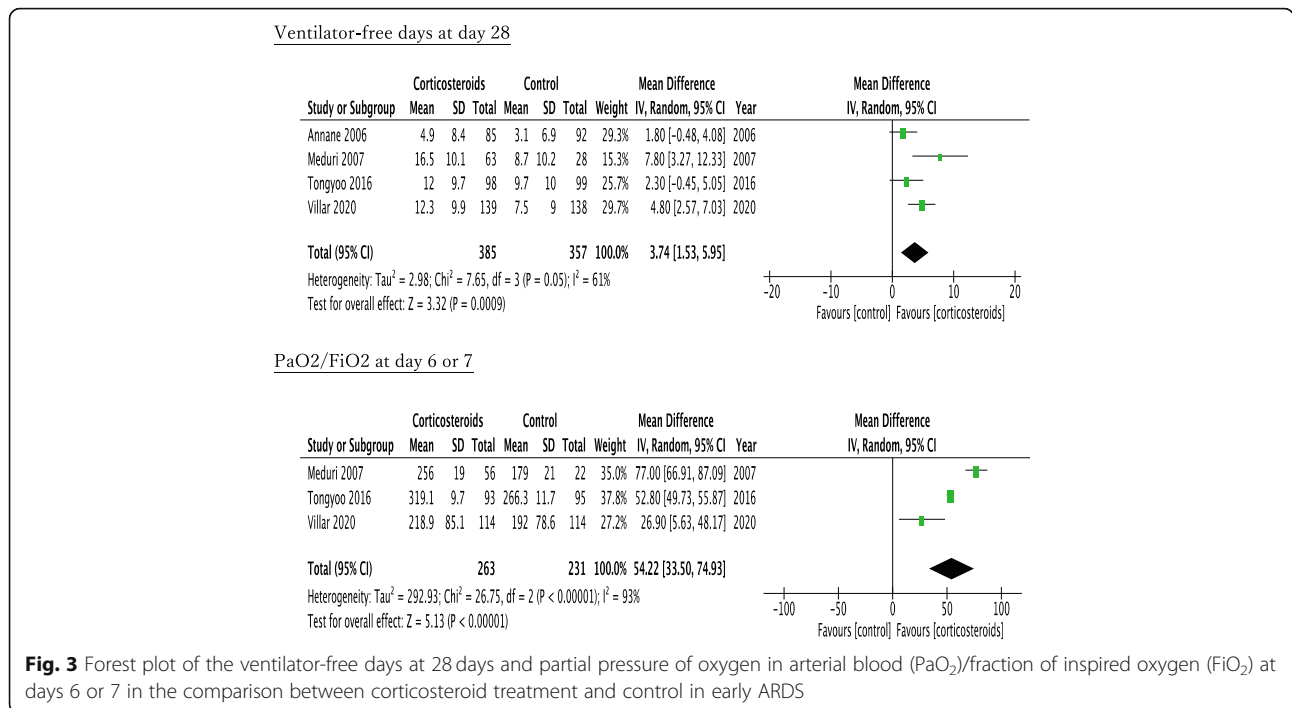 Ventilator-free days at day 28
Corticosteroids Control Mean Difference Mean Difference
Study or Subgroup Mean SD Total Mean SD Total Weight IV, Random, 95% CI Year IV, Random, 95% CI
Annane 2006 4.9 8.4 85 3.1 6.9 92 29.3% 1.80 [−0.48, 4.08] 2006
Meduri 2007 16.5 10.1 63 8.7 10.2 28 15.3% 7.80 [3.27, 12.33] 2007
Tongyoo 2016 12 9.7 98 9.7 10 99 25.7% 2.30 [−0.45, 5.05] 2016
Villar 2020 12.3 9.9 139 7.5 9 138 29.7% 4.80 [2.57, 7.03] 2020
Total (95% CI) 385 357 100.0% 3.74 [1.53, 5.95]
Heterogeneity: Tau² = 2.98; Chi² = 7.65, df = 3 (P = 0.05); I² = 61%
Test for overall effect: Z = 3.32 (P = 0.0009)
−20 −10 0 10 20
Favours [control] Favours [corticosteroids]
PaO2/FiO2 at day 6 or 7
Corticosteroids Control Mean Difference Mean Difference
Study or Subgroup Mean SD Total Mean SD Total Weight IV, Random, 95% CI Year IV, Random, 95% CI
Meduri 2007 256 19 56 179 21 22 35.0% 77.00 [66.91, 87.09] 2007
Tongyoo 2016 319.1 9.7 93 266.3 11.7 95 37.8% 52.80 [49.73, 55.87] 2016
Villar 2020 218.9 85.1 114 192 78.6 114 27.2% 26.90 [5.63, 48.17] 2020
Total (95% CI) 263 231 100.0% 54.22 [33.50, 74.93]
Heterogeneity: Tau² = 292.93; Chi² = 26.75, df = 2 (P < 0.00001); I² = 93%
Test for overall effect: Z = 5.13 (P < 0.00001)
−100 −50 0 50 100
Favours [control] Favours [corticosteroids]
Fig. 3 Forest plot of the ventilator-free days at 28 days and partial pressure of oxygen in arterial blood (PaO₂)/fraction of inspired oxygen (FiO₂) at
days 6 or 7 in the comparison between corticosteroid treatment and control in early ARDS